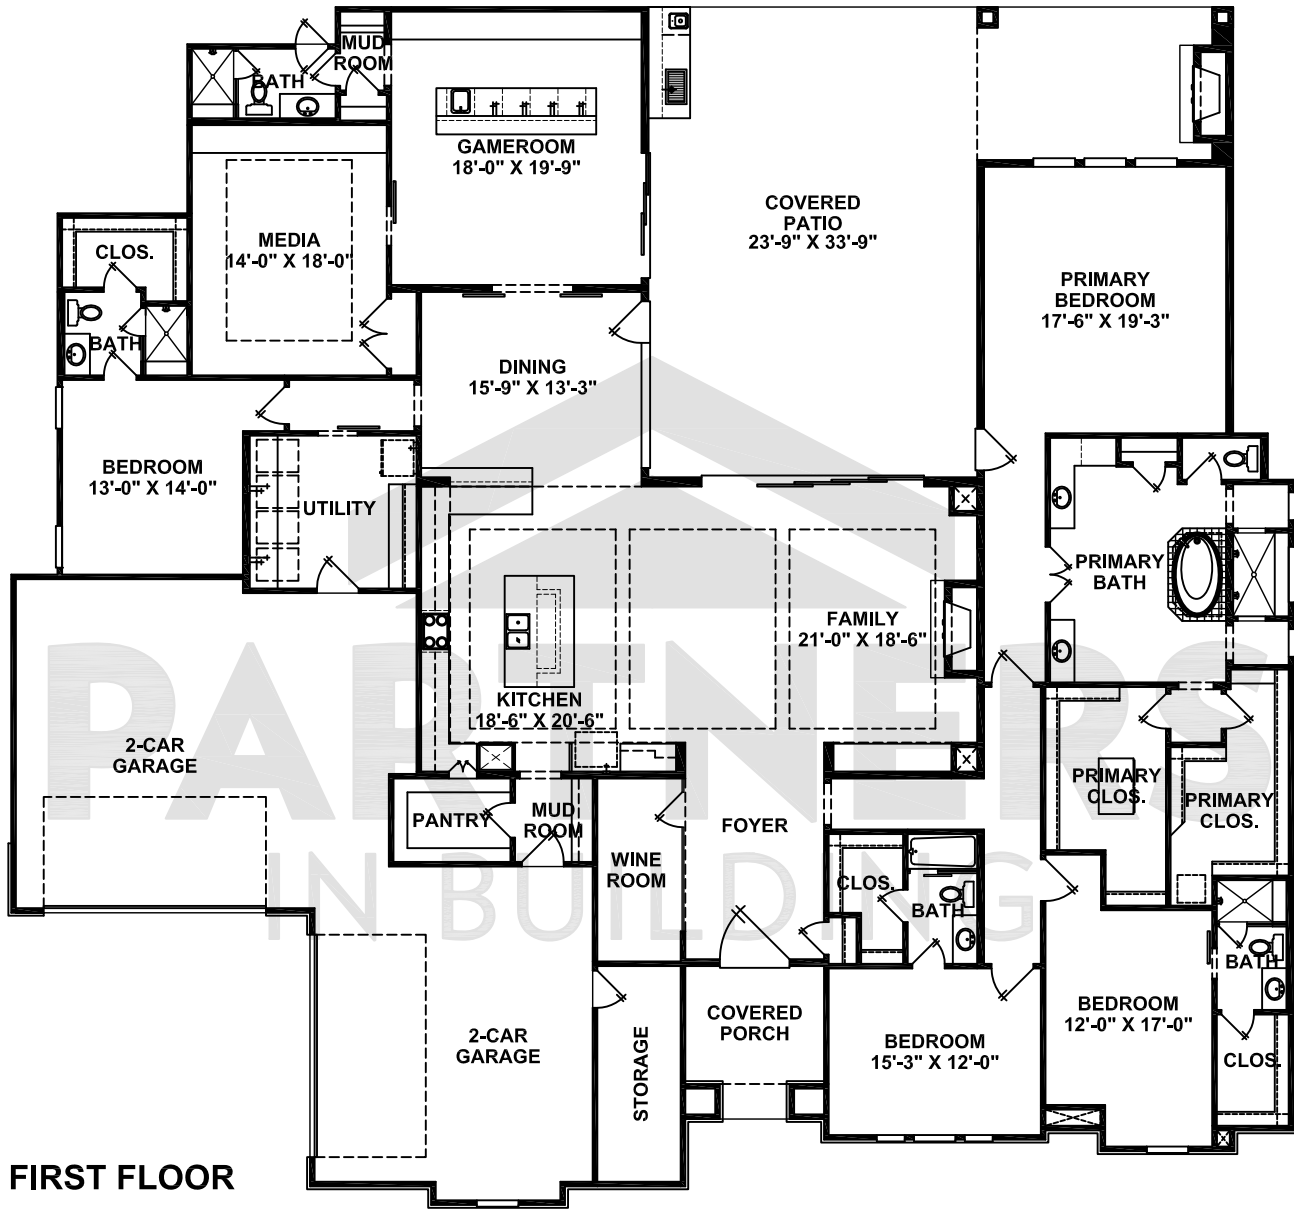 MUD
ROOM
BATH
GAMEROOM
18'-0" X 19'-9"
COVERED
PATIO
23'-9" X 33'-9"
MEDIA
14'-0" X 18'-0"
CLOS.
BATH
PRIMARY
BEDROOM
17'-6" X 19'-3"
DINING
15'-9" X 13'-3"
BEDROOM
13'-0" X 14'-0"
UTILITY
PRIMARY
BATH
FAMILY
21'-0" X 18'-6"
KITCHEN
18'-6" X 20'-6"
2-CAR
GARAGE
PARTNERS
IN BUILDING
PRIMARY
CLOS.
PRIMARY
CLOS.
PANTRY
MUD
ROOM
FOYER
WINE
ROOM
CLOS.
BATH
BATH
COVERED
PORCH
BEDROOM
12'-0" X 17'-0"
2-CAR
GARAGE
STORAGE
BEDROOM
15'-3" X 12'-0"
CLOS.
FIRST FLOOR